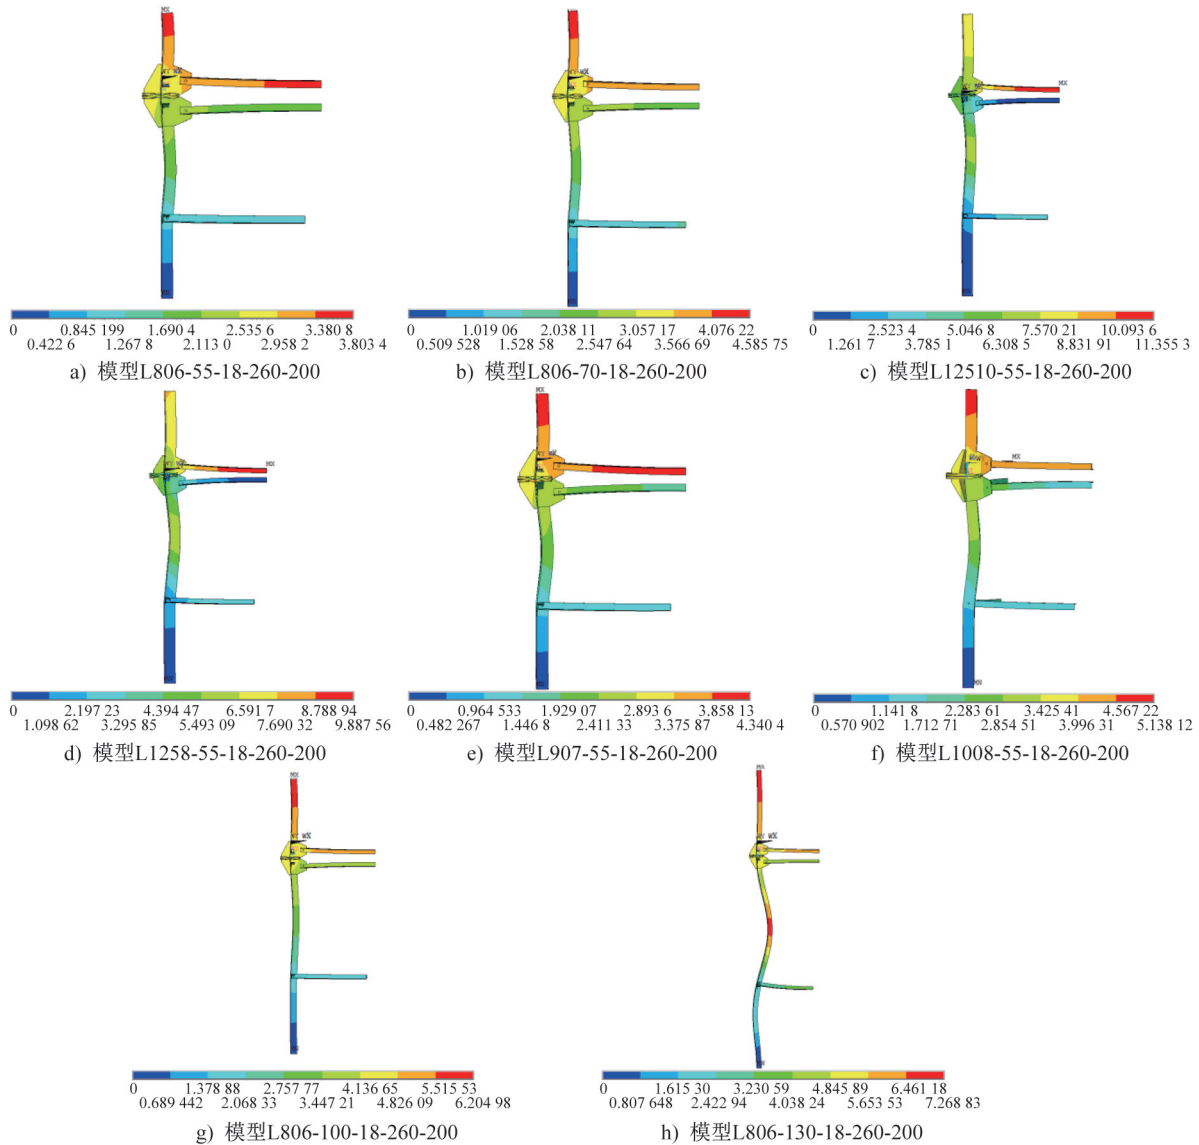 MX
MX
MX
0 0.845 199 1.690 4 2.535 6 3.380 8
0.422 6 1.267 8 2.113 0 2.958 2 3.803 4
a) 模型L806-55-18-260-200
0 1.019 06 2.038 11 3.057 17 4.076 22
0.509 528 1.528 58 2.547 64 3.566 69 4.585 75
b) 模型L806-70-18-260-200
0 2.523 4 5.046 8 7.570 21 10.093 6
1.261 7 3.785 1 6.308 5 8.831 91 11.355 3
c) 模型L12510-55-18-260-200
MX
MX
MX
MN
0 2.197 23 4.394 47 6.591 7 8.788 94
1.098 62 3.295 85 5.493 09 7.690 32 9.887 56
d) 模型L1258-55-18-260-200
0 0.964 533 1.929 07 2.893 6 3.858 13
0.482 267 1.446 8 2.411 33 3.375 87 4.340 4
e) 模型L907-55-18-260-200
0 1.141 8 2.283 61 3.425 41 4.567 22
0.570 902 1.712 71 2.854 51 3.996 31 5.138 12
f) 模型L1008-55-18-260-200
MX
0 1.378 88 2.757 77 4.136 65 5.515 53
0.689 442 2.068 33 3.447 21 4.826 09 6.204 98
g) 模型L806-100-18-260-200
0 1.615 30 3.230 59 4.845 89 6.461 18
0.807 648 2.422 94 4.038 24 5.653 53 7.268 83
h) 模型L806-130-18-260-200